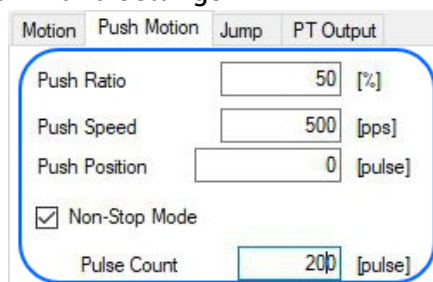 Motion Push Motion Jump PT Output
Push Ratio 50 [%]
Push Speed 500 [pps]
Push Position 0 [pulse]
Non-Stop Mode
Pulse Count 200 [pulse]